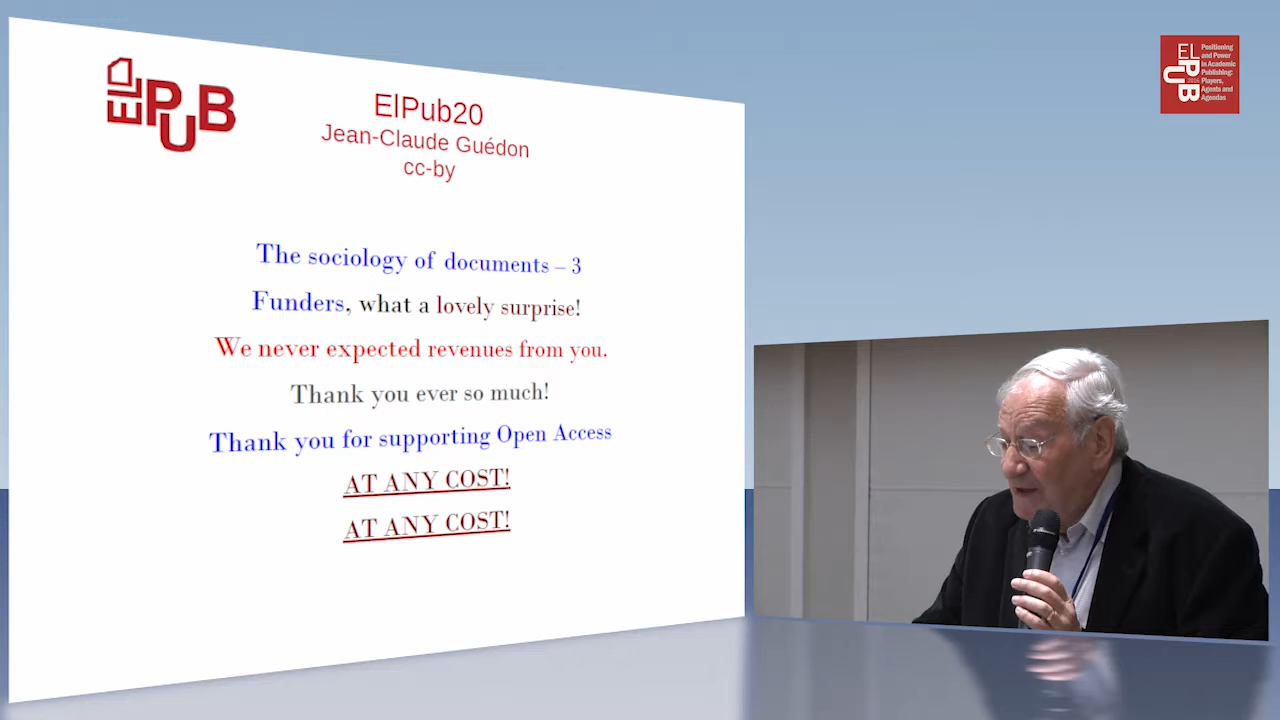 ELPUB
ElPub20
Jean-Claude Guédon
cc-by
The sociology of documents – 3
Funders, what a lovely surprise!
We never expected revenues from you.
Thank you ever so much!
Thank you for supporting Open Access
AT ANY COST!
AT ANY COST!
ELPUB
2016
Positioning
and Power
in Academic
Publishing:
Players,
Agents and
Agendas